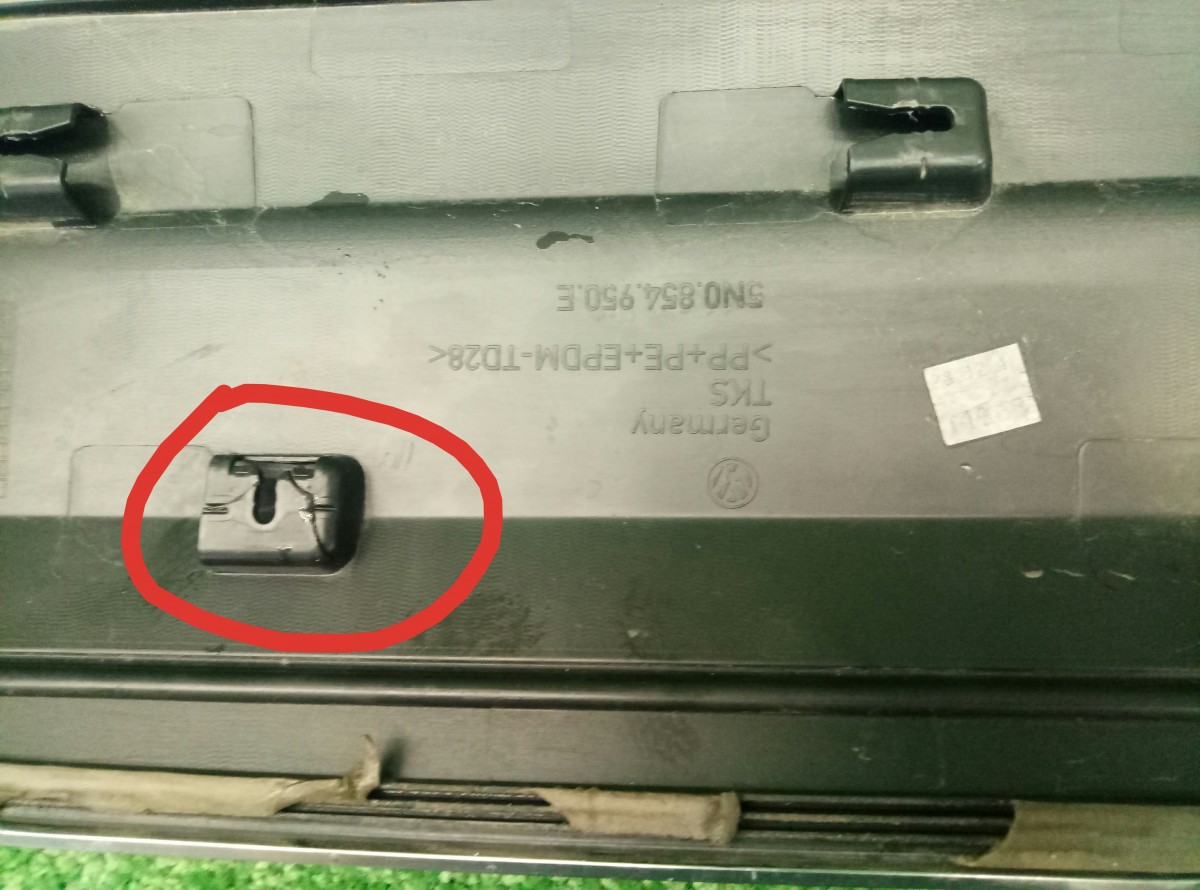 Germany
TKS
>PP+PE+EPDM-TD28<
5N0.854.950.E